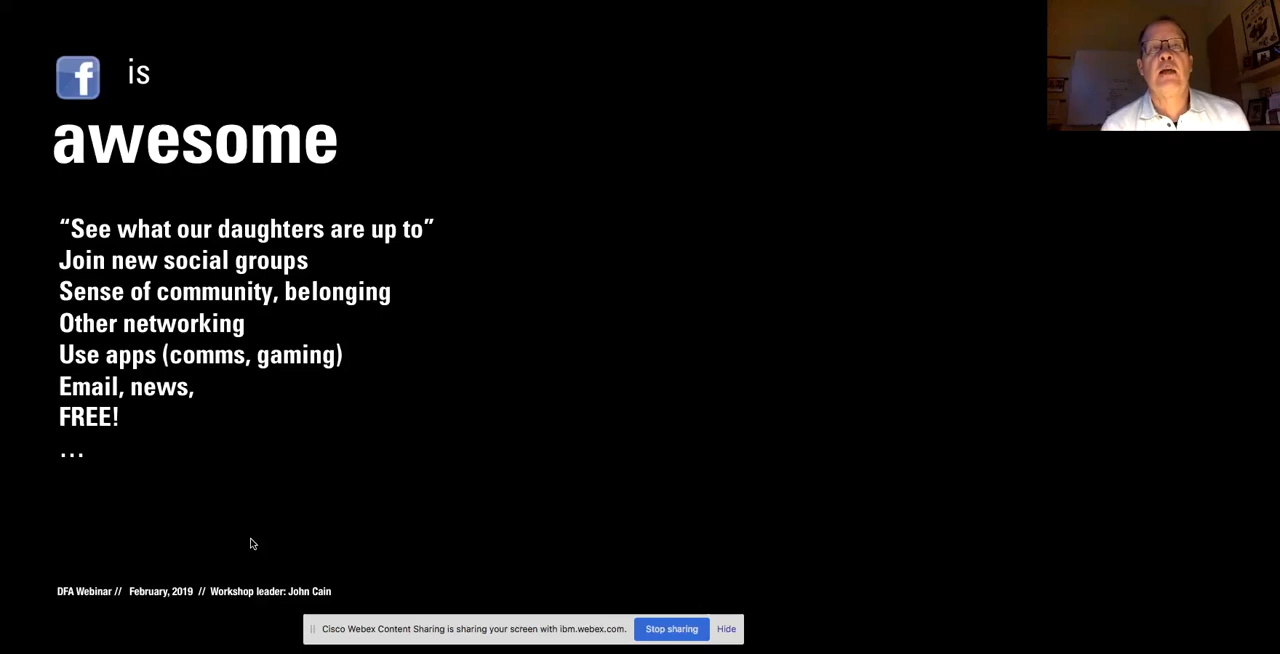 f is
awesome
“See what our daughters are up to”
Join new social groups
Sense of community, belonging
Other networking
Use apps (comms, gaming)
Email, news,
FREE!
…
DFA Webinar // February, 2019 // Workshop leader: John Cain
Cisco Webex Content Sharing is sharing your screen with ibm.webex.com. Stop sharing Hide